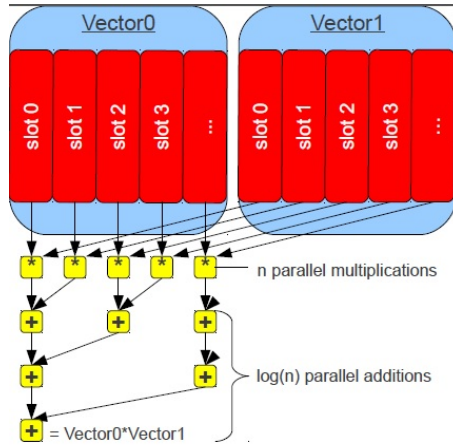 Vector0 Vector1
slot 0 slot 1 slot 2 slot 3 ... slot 0 slot 1 slot 2 slot 3 ...
* * * * * n parallel multiplications
+ + +
+ + log(n) parallel additions
+ = Vector0*Vector1